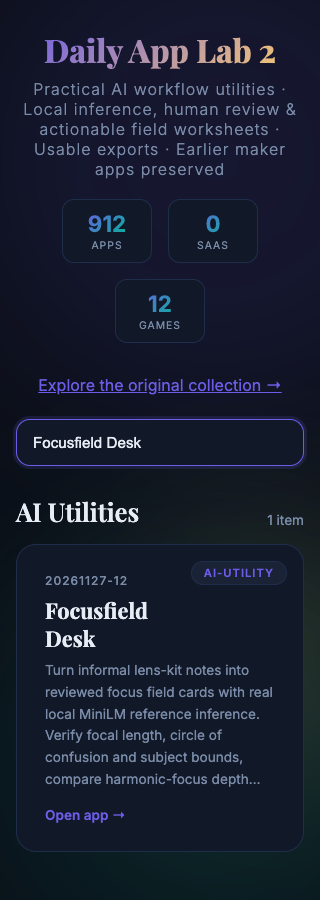 Daily App Lab 2
Practical AI workflow utilities ·
Local inference, human review &
actionable field worksheets ·
Usable exports · Earlier maker
apps preserved
912
APPS
0
SAAS
12
GAMES
Explore the original collection →
Focusfield Desk
AI Utilities
1 item
20261127-12
AI-UTILITY
Focusfield
Desk
Turn informal lens-kit notes into
reviewed focus field cards with real
local MiniLM reference inference.
Verify focal length, circle of
confusion and subject bounds,
compare harmonic-focus depth...
Open app →